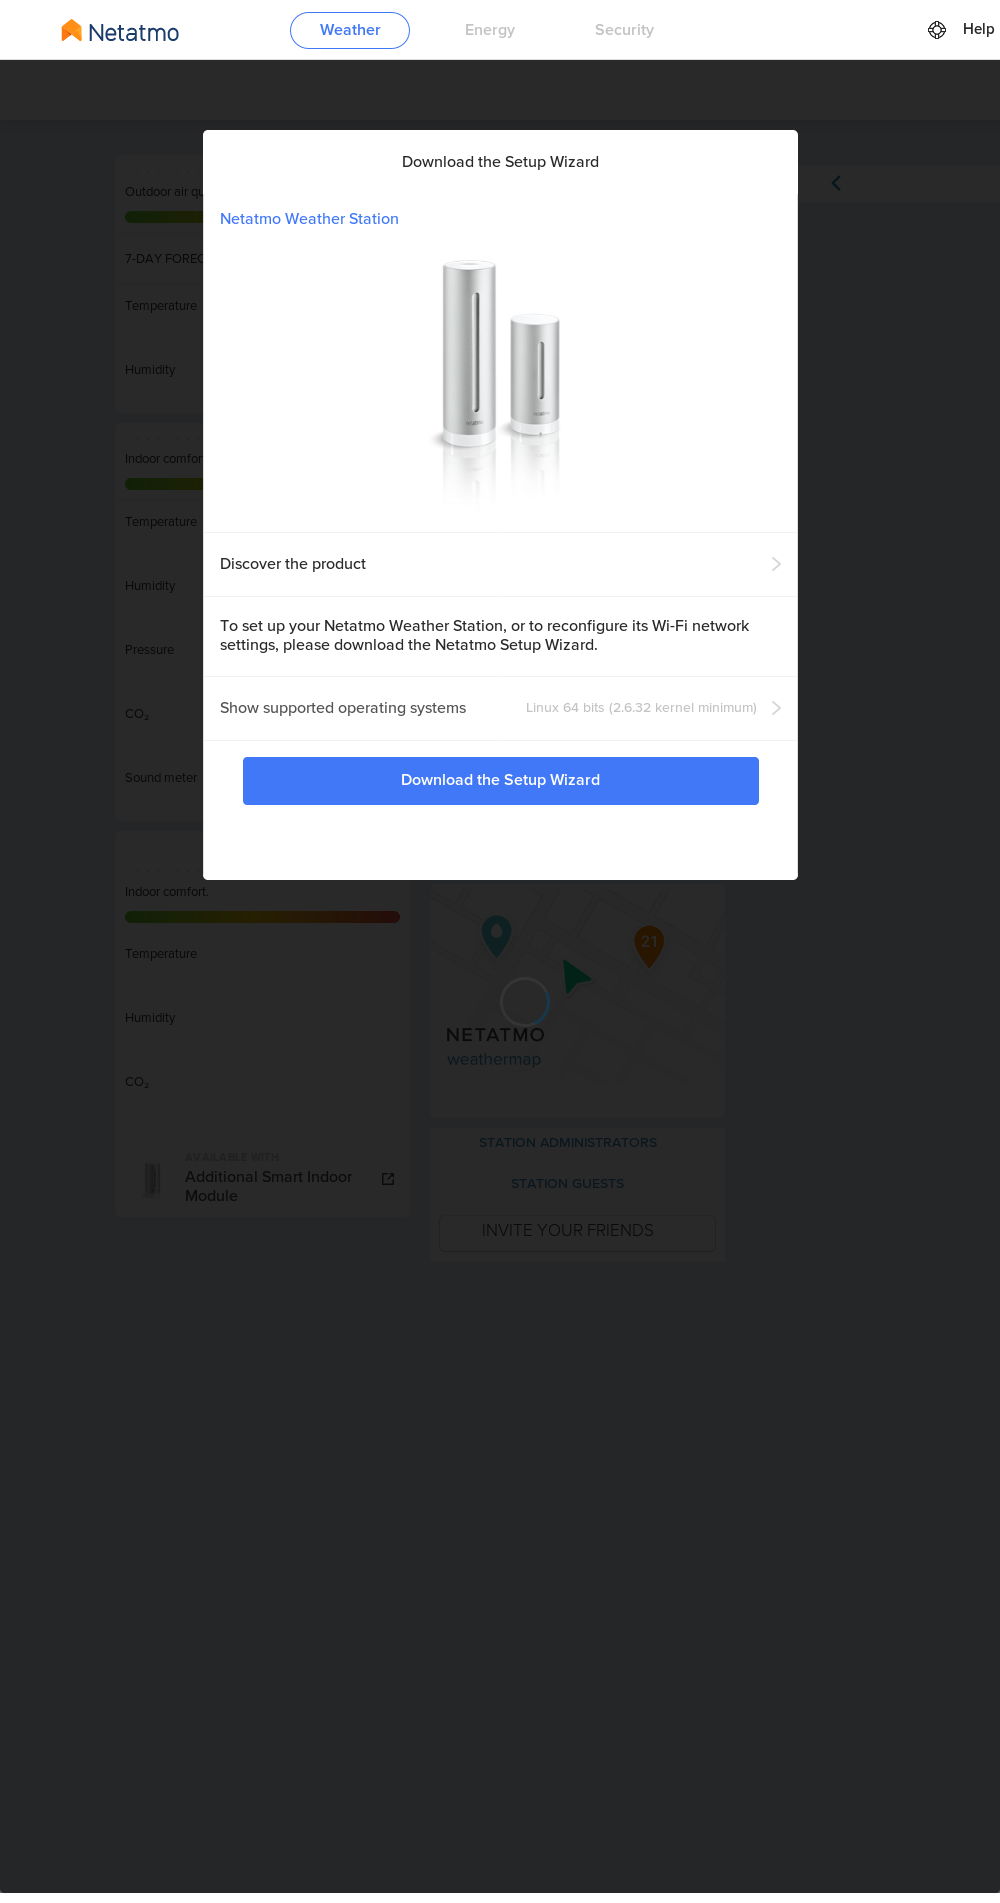 Netatmo
Weather
Energy
Security
Help
Download the Setup Wizard
Netatmo Weather Station
Discover the product
To set up your Netatmo Weather Station, or to reconfigure its Wi-Fi network
settings, please download the Netatmo Setup Wizard.
Show supported operating systems
Linux 64 bits (2.6.32 kernel minimum)
Download the Setup Wizard
Outdoor air qu
7-DAY FOREC
Temperature
Humidity
Indoor comfor
Temperature
Humidity
Pressure
CO₂
Sound meter
Indoor comfort.
Temperature
Humidity
CO₂
AVAILABLE WITH
Additional Smart Indoor
Module
21
NETATMO
weathermap
STATION ADMINISTRATORS
STATION GUESTS
INVITE YOUR FRIENDS